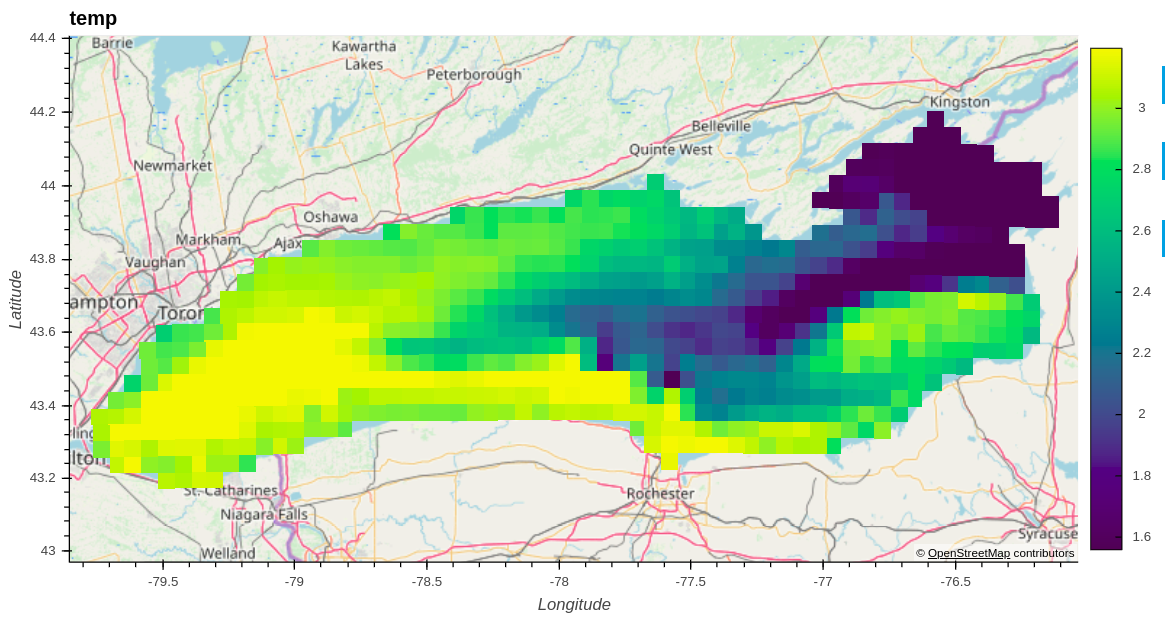 temp
44.4
44.2
44
43.8
43.6
43.4
43.2
43
Latitude
Barrie
Kawartha
Lakes
Peterborough
Kingston
Belleville
Quinte West
Newmarket
Oshawa
Markham
Ajax
Vaughan
ampton
Toror
rling
ilton
St. Catharines
Niagara Falls
Welland
Rochester
Syracuse
© OpenStreetMap contributors
-79.5
-79
-78.5
-78
-77.5
-77
-76.5
Longitude
3
2.8
2.6
2.4
2.2
2
1.8
1.6